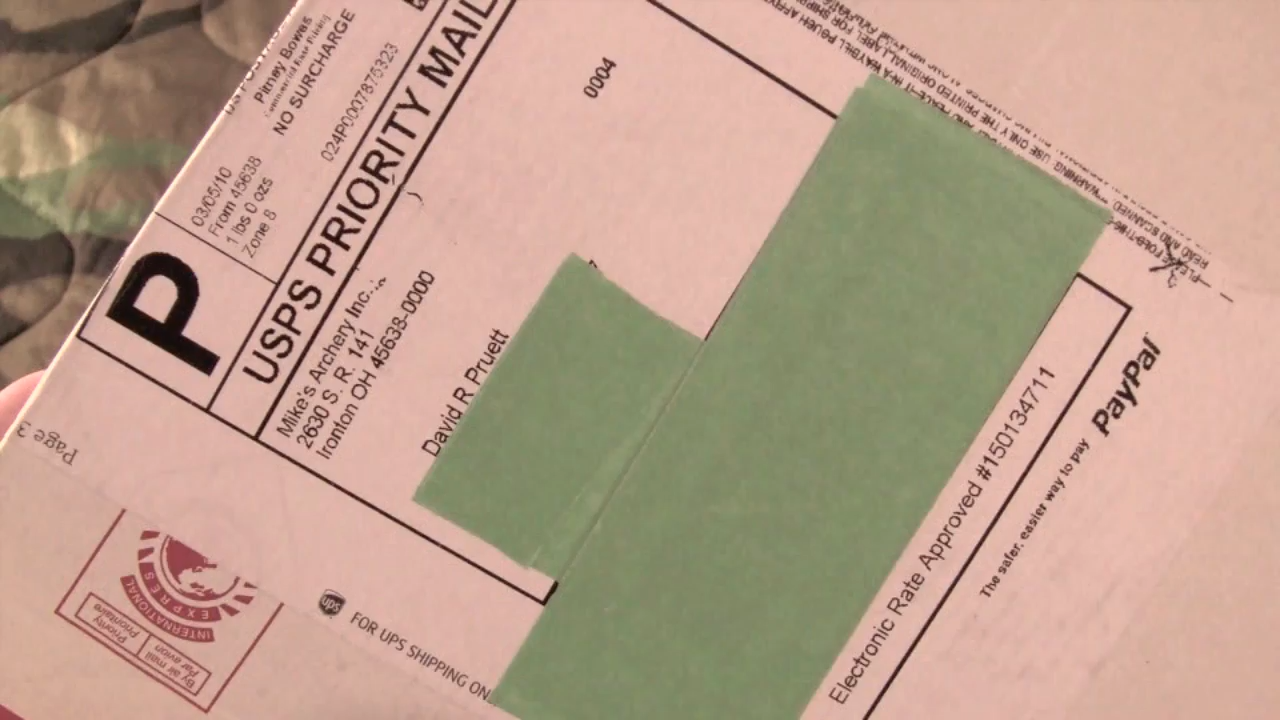 Pitney Bowes
NO SURCHARGE
024P0007875323
03/05/10
From 45638
1 lbs 0 ozs
Zone 8
P
USPS PRIORITY MAIL
0004
Mike's Archery Inc.
2630 S. R. 141
Ironton OH 45638-0000
David R Pruett
Electronic Rate Approved #150134711
The safer, easier way to pay
PayPal
Page 3
INTERNATIONAL
EXPRES
Priority
Prioritaire
By air mail
Par avion
ups
FOR UPS SHIPPING ON